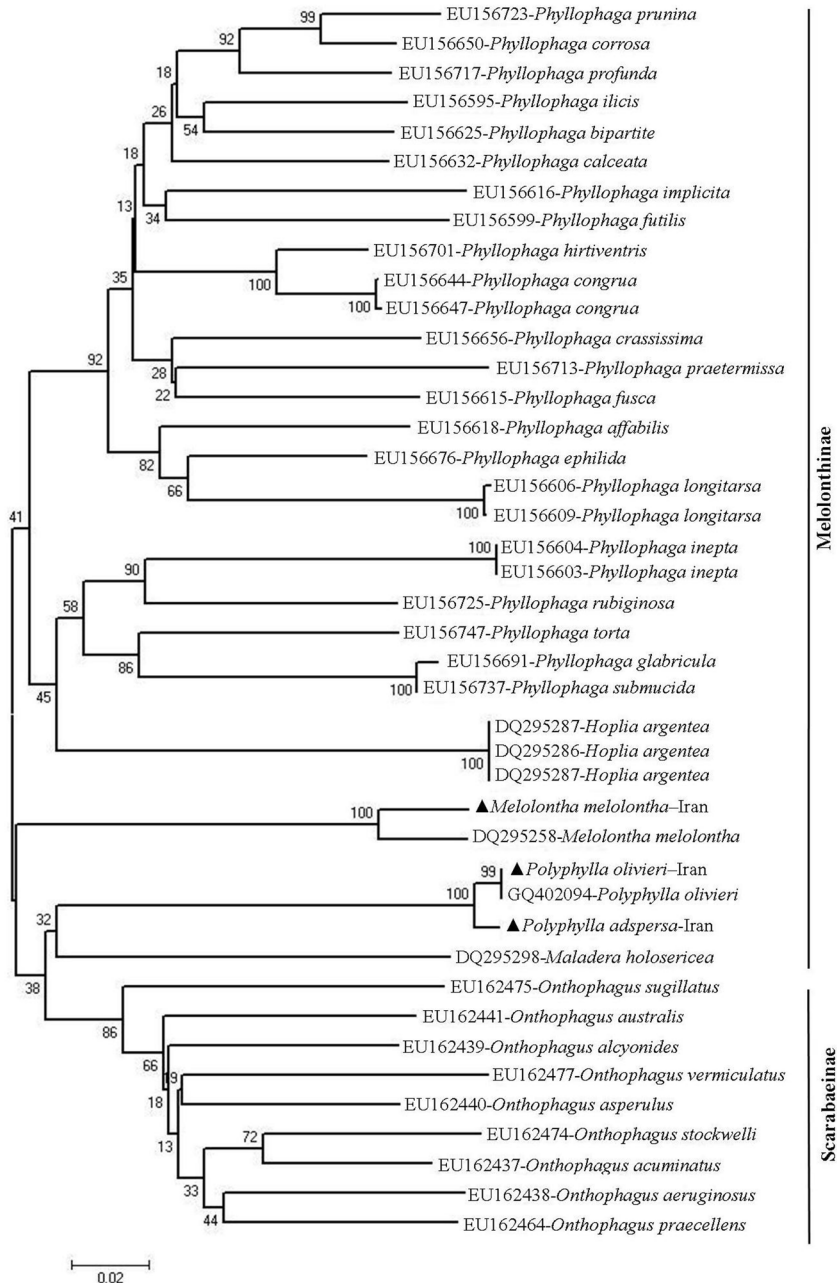 EU156723-Phyllophaga prunina
99
EU156650-Phyllophaga corrosa
92
EU156717-Phyllophaga profunda
18
EU156595-Phyllophaga ilicis
26
54
EU156625-Phyllophaga bipartite
18
EU156632-Phyllophaga calceata
EU156616-Phyllophaga implicita
13
34
EU156599-Phyllophaga futilis
EU156701-Phyllophaga hirtiventris
35
100
EU156644-Phyllophaga congrua
100
EU156647-Phyllophaga congrua
EU156656-Phyllophaga crassissima
92
28
EU156713-Phyllophaga praetermissa
22
EU156615-Phyllophaga fusca
EU156618-Phyllophaga affabilis
82
EU156676-Phyllophaga ephilida
66
EU156606-Phyllophaga longitarsa
100
EU156609-Phyllophaga longitarsa
41
100
EU156604-Phyllophaga inepta
EU156603-Phyllophaga inepta
90
EU156725-Phyllophaga rubiginosa
58
EU156747-Phyllophaga torta
86
EU156691-Phyllophaga glabricula
45
100
EU156737-Phyllophaga submucida
DQ295287-Hoplia argentea
DQ295286-Hoplia argentea
100
DQ295287-Hoplia argentea
Melolonthinae
100
▲Melolontha melolontha–Iran
DQ295258-Melolontha melolontha
99
▲Polyphylla olivieri–Iran
100
GQ402094-Polyphylla olivieri
32
▲Polyphylla adspersa-Iran
DQ295298-Maladera holosericea
38
EU162475-Onthophagus sugillatus
86
EU162441-Onthophagus australis
66
EU162439-Onthophagus alcyonides
19
EU162477-Onthophagus vermiculatus
18
EU162440-Onthophagus asperulus
13
72
EU162474-Onthophagus stockwelli
EU162437-Onthophagus acuminatus
33
EU162438-Onthophagus aeruginosus
44
EU162464-Onthophagus praecellens
Scarabaeinae
0.02